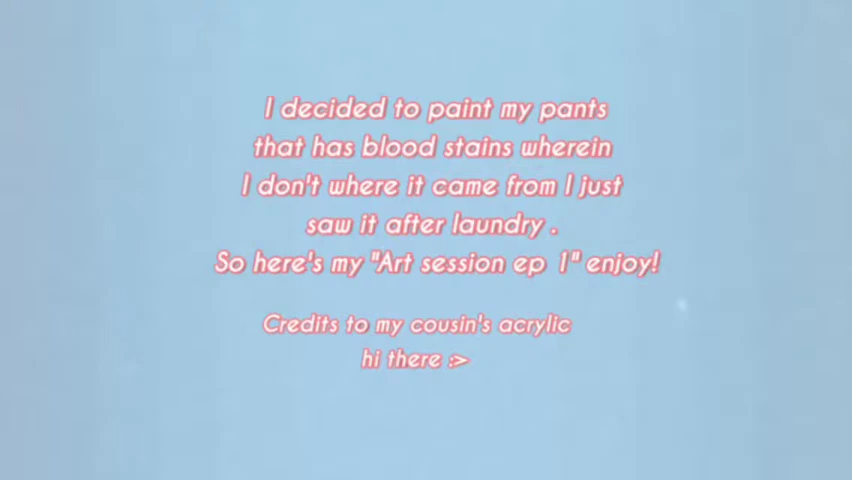 I decided to paint my pants
that has blood stains wherein
I don't where it came from I just
saw it after laundry .
So here's my "Art session ep 1" enjoy!
Credits to my cousin's acrylic
hi there :>